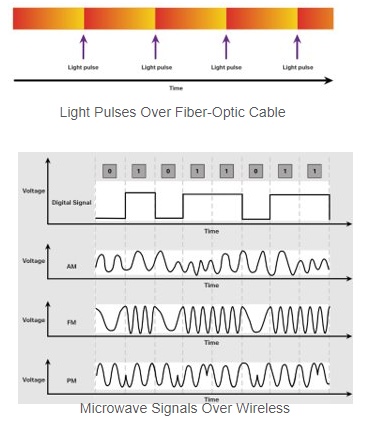 Light pulse Light pulse Light pulse Light pulse
Time
Light Pulses Over Fiber-Optic Cable
0 1 0 1 1 0 1 1
Voltage
Digital Signal
Time
Voltage
AM
Time
Voltage
FM
Time
Voltage
PM
Time
Microwave Signals Over Wireless